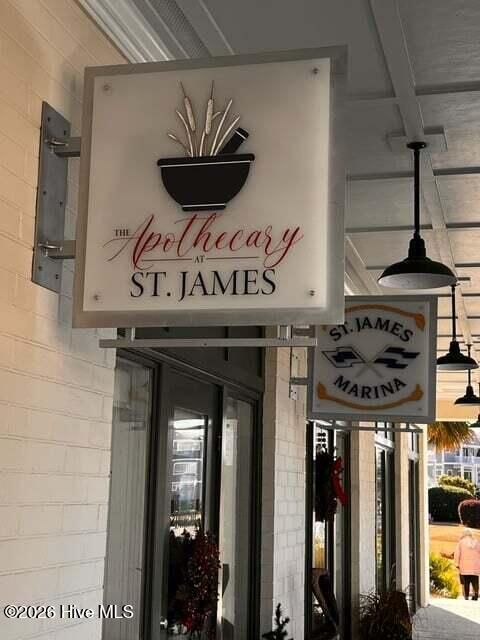 THE Apothecary
AT
ST. JAMES
ST. JAMES
MARINA
©2026 Hive MLS